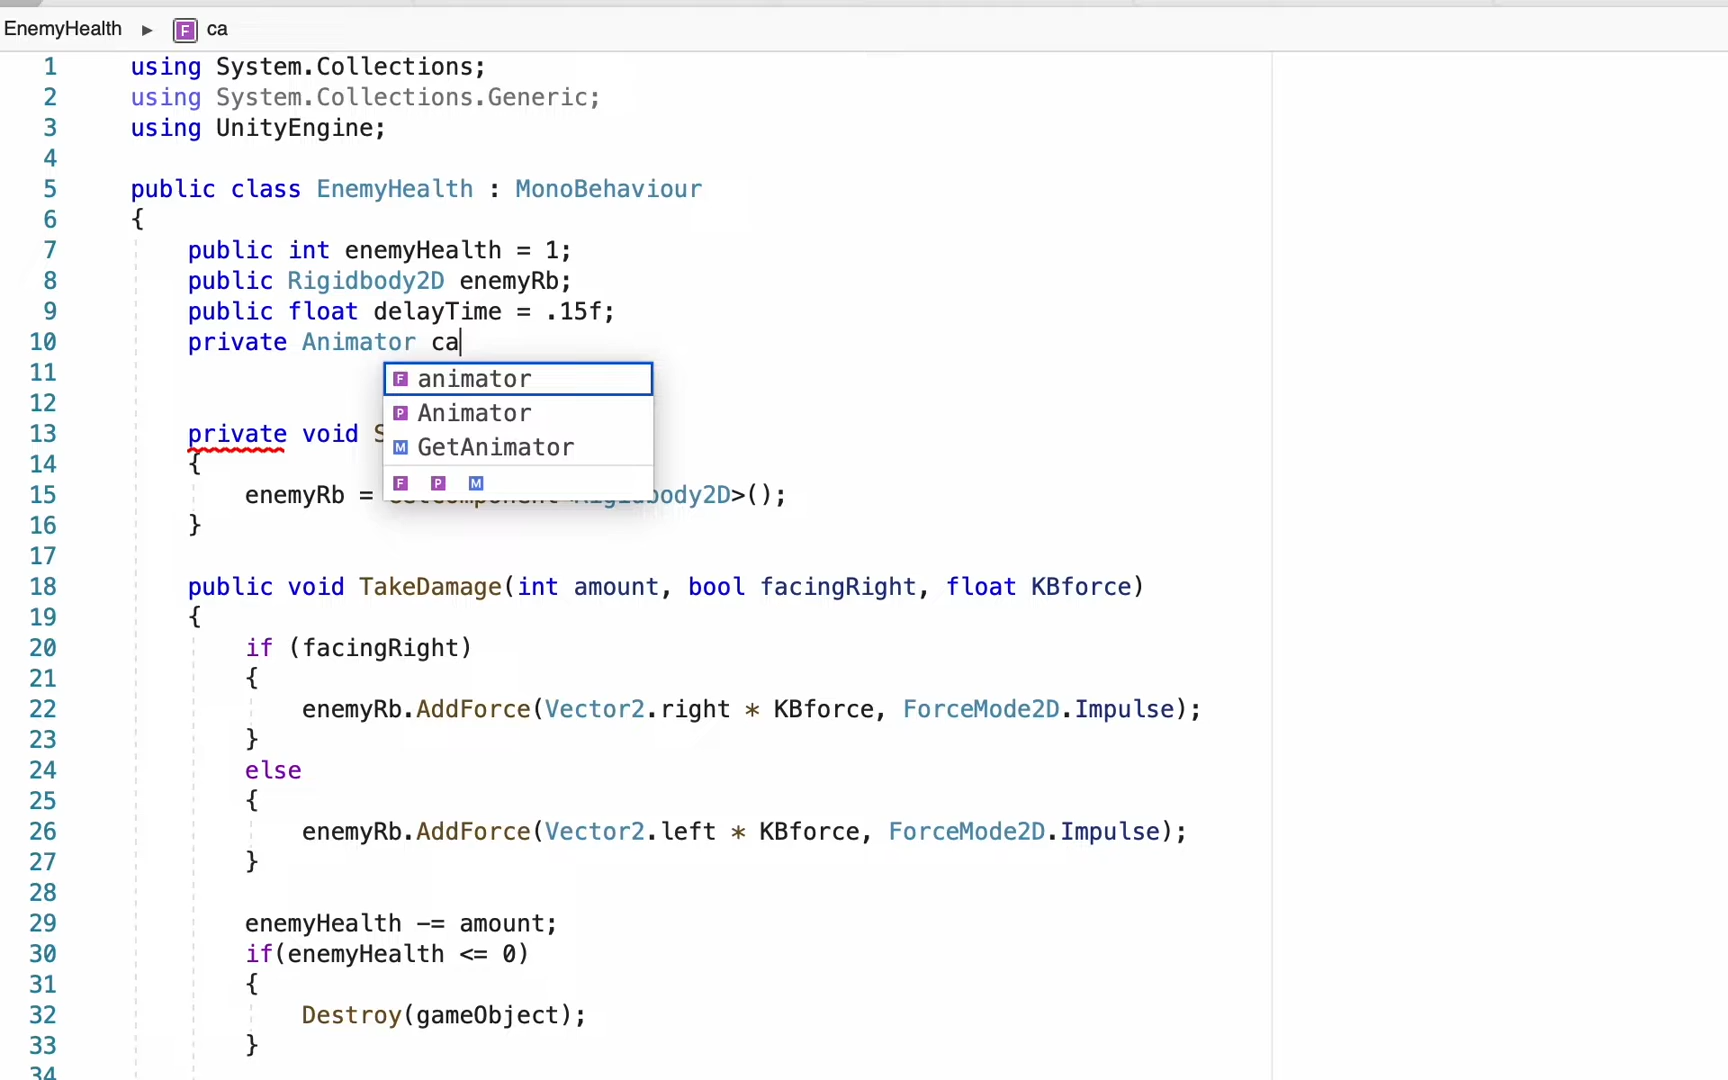 EnemyHealth ▸ F ca
1 using System.Collections;
2 using System.Collections.Generic;
3 using UnityEngine;
4
5 public class EnemyHealth : MonoBehaviour
6 {
7 public int enemyHealth = 1;
8 public Rigidbody2D enemyRb;
9 public float delayTime = .15f;
10 private Animator ca
F animator
11
P Animator
12
13 private void S
M GetAnimator
14 {
F P M
15 enemyRb = GetComponent<Rigidbody2D>();
16 }
17
18 public void TakeDamage(int amount, bool facingRight, float KBforce)
19 {
20 if (facingRight)
21 {
22 enemyRb.AddForce(Vector2.right * KBforce, ForceMode2D.Impulse);
23 }
24 else
25 {
26 enemyRb.AddForce(Vector2.left * KBforce, ForceMode2D.Impulse);
27 }
28
29 enemyHealth -= amount;
30 if(enemyHealth <= 0)
31 {
32 Destroy(gameObject);
33 }
34